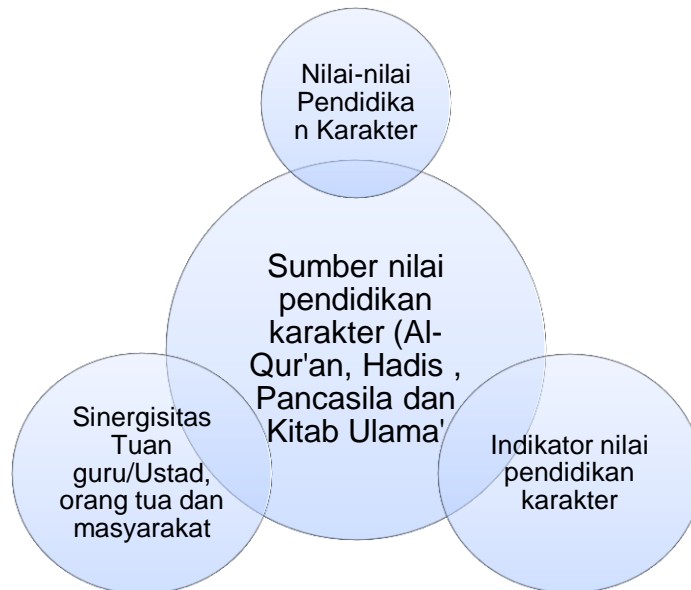 Nilai-nilai
Pendidika
n Karakter
Sumber nilai
pendidikan
karakter (Al-
Qur'an, Hadis ,
Pancasila dan
Kitab Ulama'
Sinergisitas
Tuan
guru/Ustad,
orang tua dan
masyarakat
Indikator nilai
pendidikan
karakter